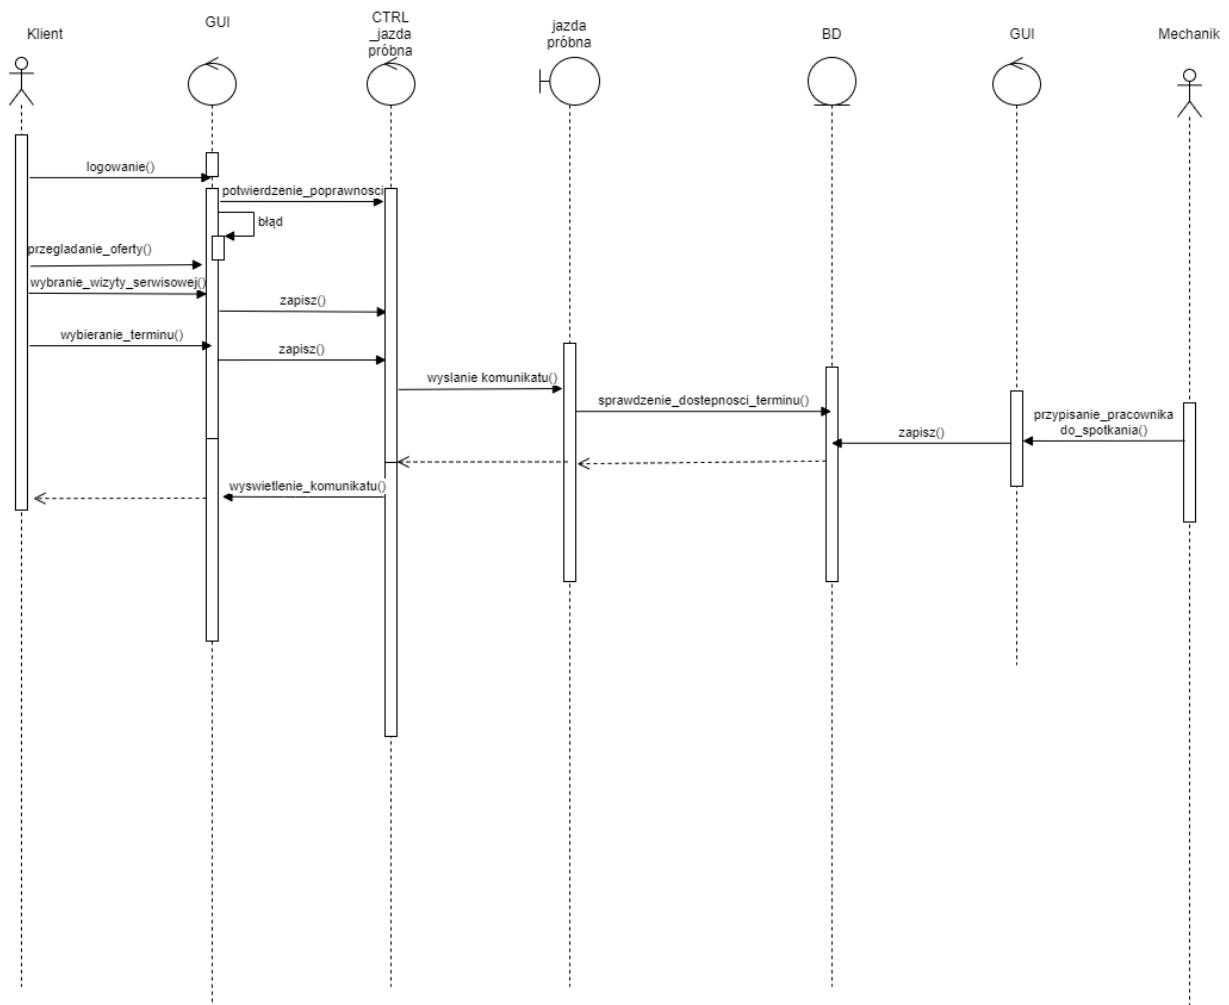 Klient
GUI
CTRL
_jazda
próbna
jazda
próbna
BD
GUI
Mechanik
logowanie()
potwierdzenie_poprawnosci
błąd
przegladanie_oferty()
wybranie_wizyty_serwisowej()
zapisz()
wybieranie_terminu()
zapisz()
wyslanie komunikatu()
sprawdzenie_dostepnosci_terminu()
przypisanie_pracownika
do_spotkania()
zapisz()
wyswietlenie_komunikatu()